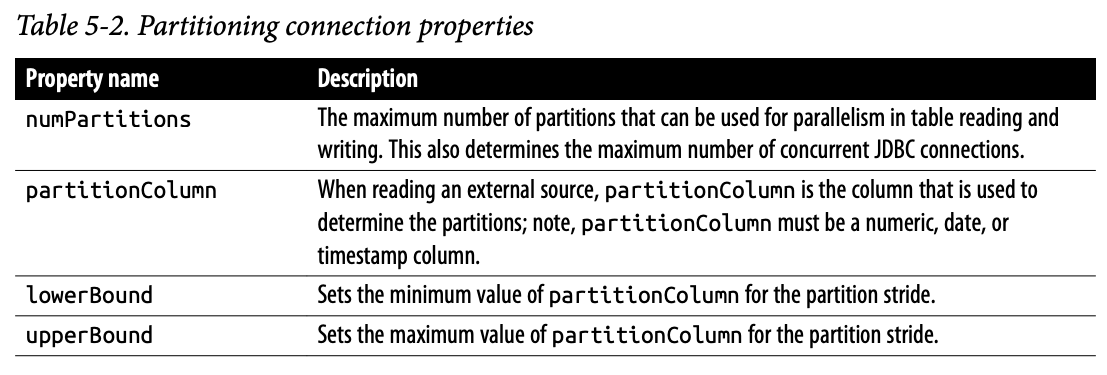 Table 5-2. Partitioning connection properties
Property name Description
numPartitions The maximum number of partitions that can be used for parallelism in table reading and
writing. This also determines the maximum number of concurrent JDBC connections.
partitionColumn When reading an external source, partitionColumn is the column that is used to
determine the partitions; note, partitionColumn must be a numeric, date, or
timestamp column.
lowerBound Sets the minimum value of partitionColumn for the partition stride.
upperBound Sets the maximum value of partitionColumn for the partition stride.